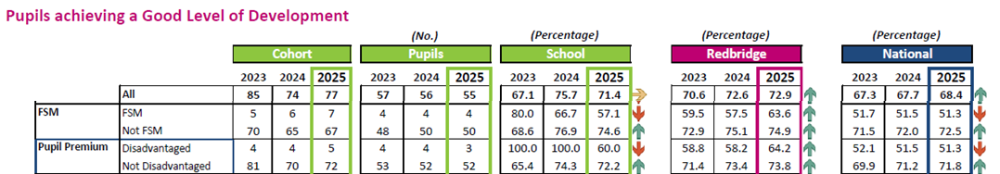 Pupils achieving a Good Level of Development
(No.) (Percentage) (Percentage) (Percentage)
Cohort Pupils School Redbridge National
2023 2024 2025 2023 2024 2025 2023 2024 2025 2023 2024 2025 2023 2024 2025
All 85 74 77 57 56 55 67.1 75.7 71.4 70.6 72.6 72.9 67.3 67.7 68.4
FSM FSM 5 6 7 4 4 4 80.0 66.7 57.1 59.5 57.5 63.6 51.7 51.5 51.3
Not FSM 70 65 67 48 50 50 68.6 76.9 74.6 72.9 75.1 74.9 71.5 72.0 72.5
Pupil Premium Disadvantaged 4 4 5 4 4 3 100.0 100.0 60.0 58.8 58.2 64.2 52.1 51.5 51.3
Not Disadvantaged 81 70 72 53 52 52 65.4 74.3 72.2 71.4 73.4 73.8 69.9 71.2 71.8